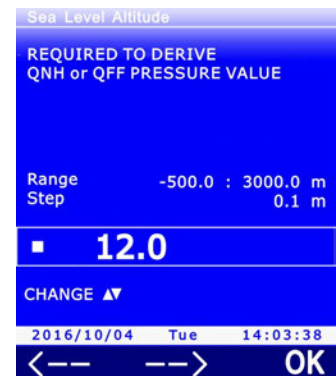 Sea Level Altitude
REQUIRED TO DERIVE
QNH or QFF PRESSURE VALUE
Range -500.0 : 3000.0 m
Step 0.1 m
■ 12.0
CHANGE ▲▼
2016/10/04 Tue 14:03:38
<-- --> OK